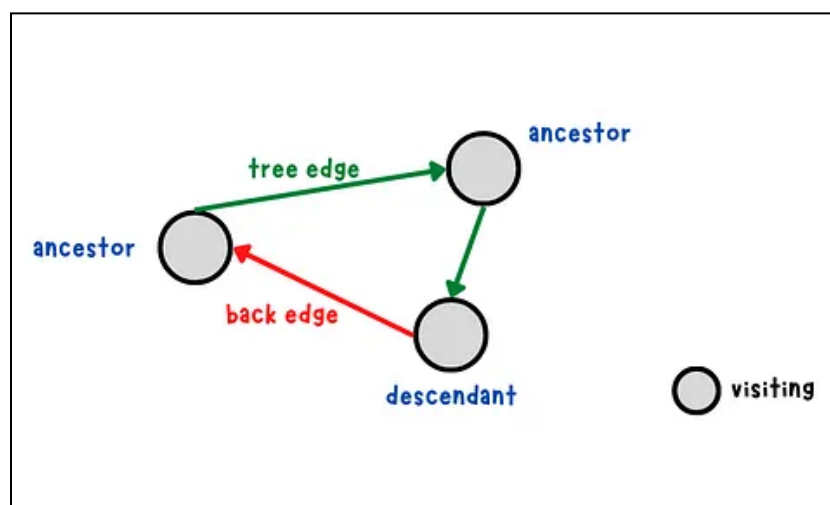 ancestor
tree edge
ancestor
back edge
descendant
visiting